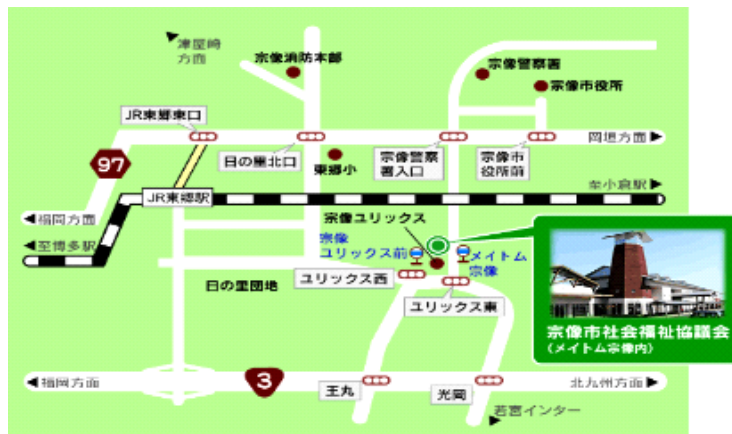 津屋崎
方面
宗像消防本部
宗像警察署
宗像市役所
JR東郷東口
97
日の里北口
東郷小
宗像警察
署入口
宗像市
役所前
岡垣方面
JR東郷駅
至小倉駅
福岡方面
至博多駅
宗像ユリックス
宗像
ユリックス前
メイトム
宗像
ユリックス西
日の里団地
ユリックス東
宗像市社会福祉協議会
(メイトム宗像内)
福岡方面
3
王丸
光岡
北九州方面
若宮インター